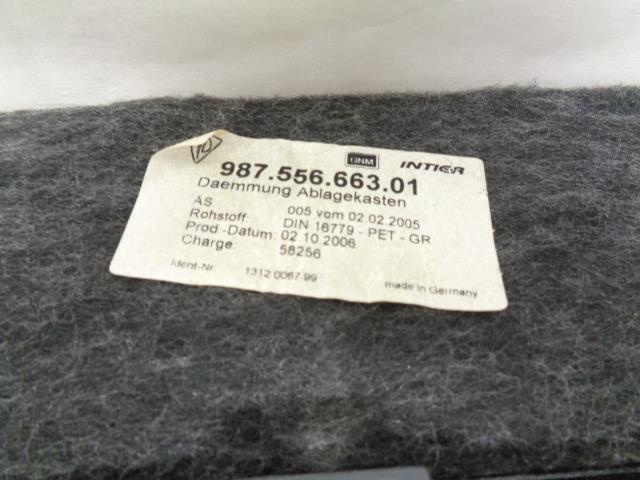 GNM INTIER
987.556.663.01
Daemmung Ablagekasten
AS. 005 vom 02.02.2005
Rohstoff: DIN 16779 - PET - GR
Prod.-Datum: 02.10.2006
Charge. 58256
Ident-Nr 1312 0067 99
made in Germany